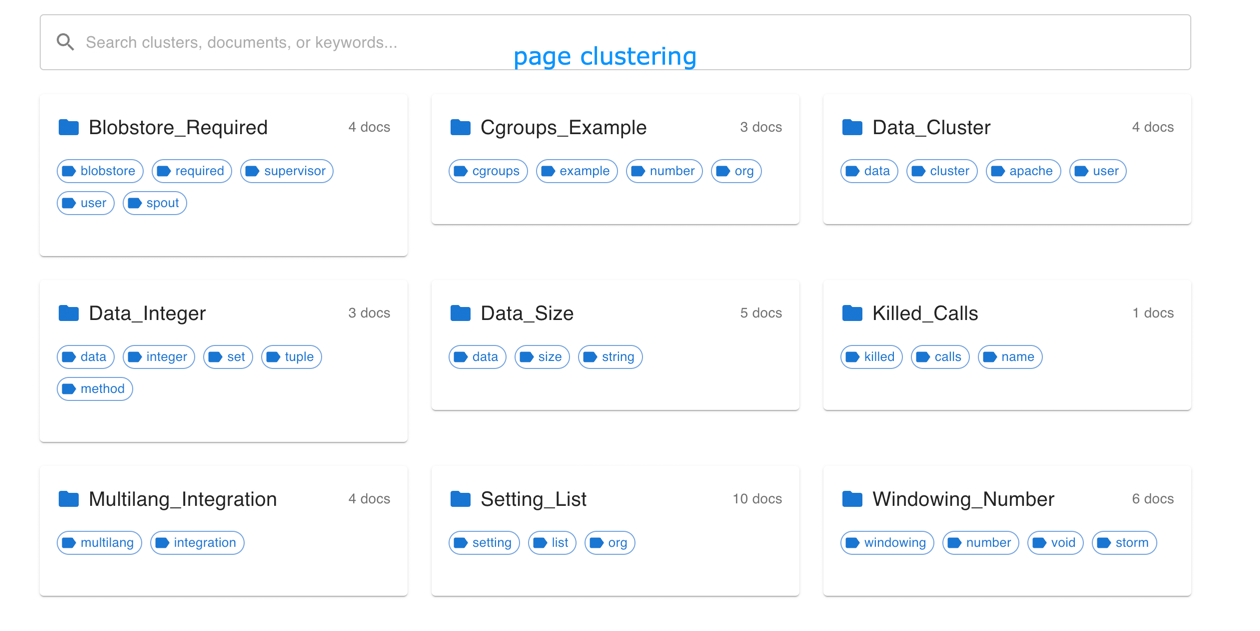 Search clusters, documents, or keywords...
page clustering
Blobstore_Required 4 docs
blobstore required supervisor
user spout
Cgroups_Example 3 docs
cgroups example number org
Data_Cluster 4 docs
data cluster apache user
Data_Integer 3 docs
data integer set tuple
method
Data_Size 5 docs
data size string
Killed_Calls 1 docs
killed calls name
Multilang_Integration 4 docs
multilang integration
Setting_List 10 docs
setting list org
Windowing_Number 6 docs
windowing number void storm